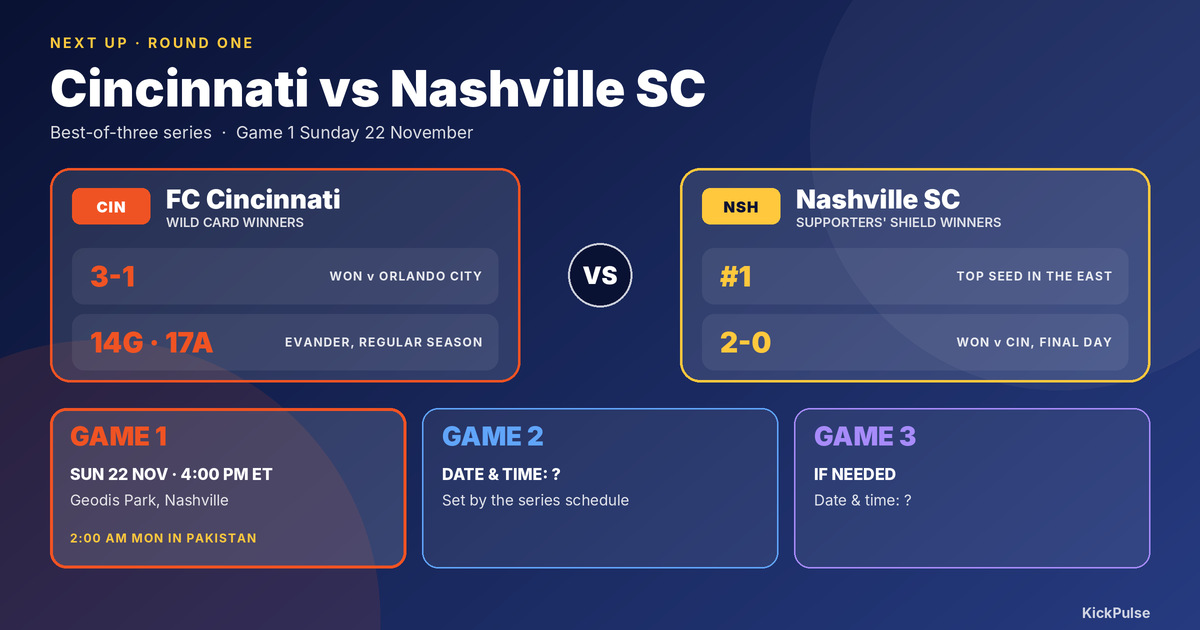 NEXT UP · ROUND ONE
Cincinnati vs Nashville SC
Best-of-three series · Game 1 Sunday 22 November
CIN
FC Cincinnati
WILD CARD WINNERS
3-1
WON v ORLANDO CITY
14G · 17A
EVANDER, REGULAR SEASON
VS
NSH
Nashville SC
SUPPORTERS' SHIELD WINNERS
#1
TOP SEED IN THE EAST
2-0
WON v CIN, FINAL DAY
GAME 1
SUN 22 NOV · 4:00 PM ET
Geodis Park, Nashville
2:00 AM MON IN PAKISTAN
GAME 2
DATE & TIME: ?
Set by the series schedule
GAME 3
IF NEEDED
Date & time: ?
KickPulse